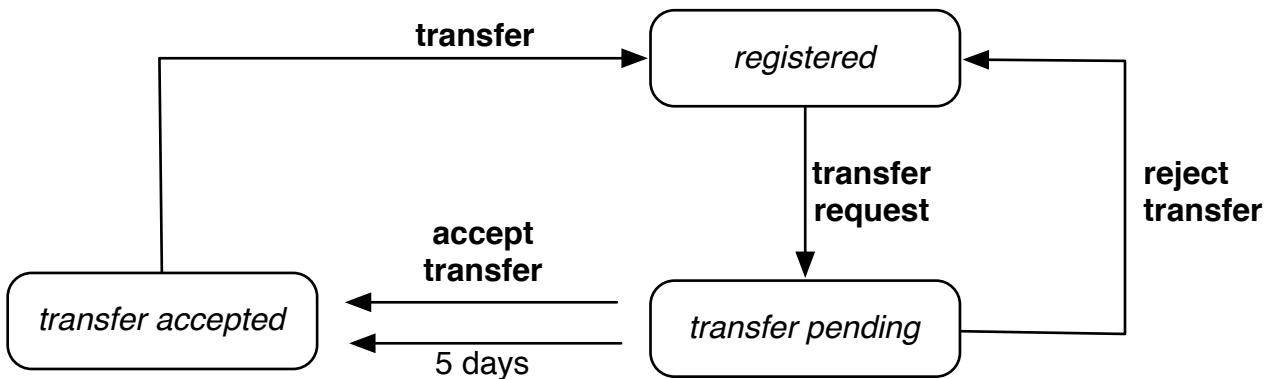 transfer
registered
transfer
request
reject
transfer
accept
transfer
transfer accepted
transfer pending
5 days